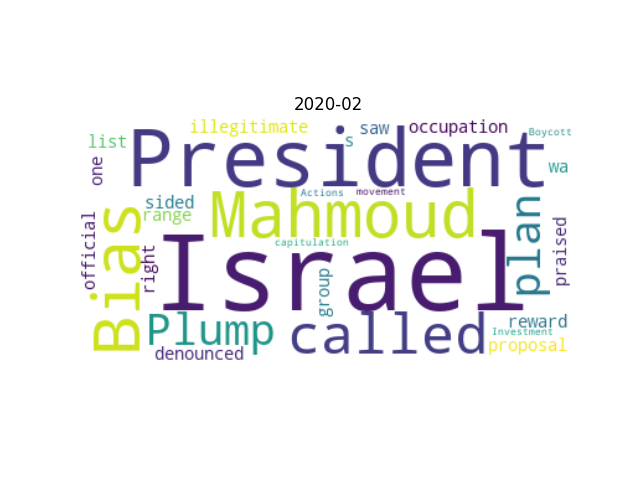 2020-02
illegitimate
saw
occupation
Boycott
list
s
President
wa
one
Actions
movement
sided
range
Mahmoud
plan
praised
official
Bias
right
capitulation
Israel
group
Plump
called
reward
Investment
denounced
proposal